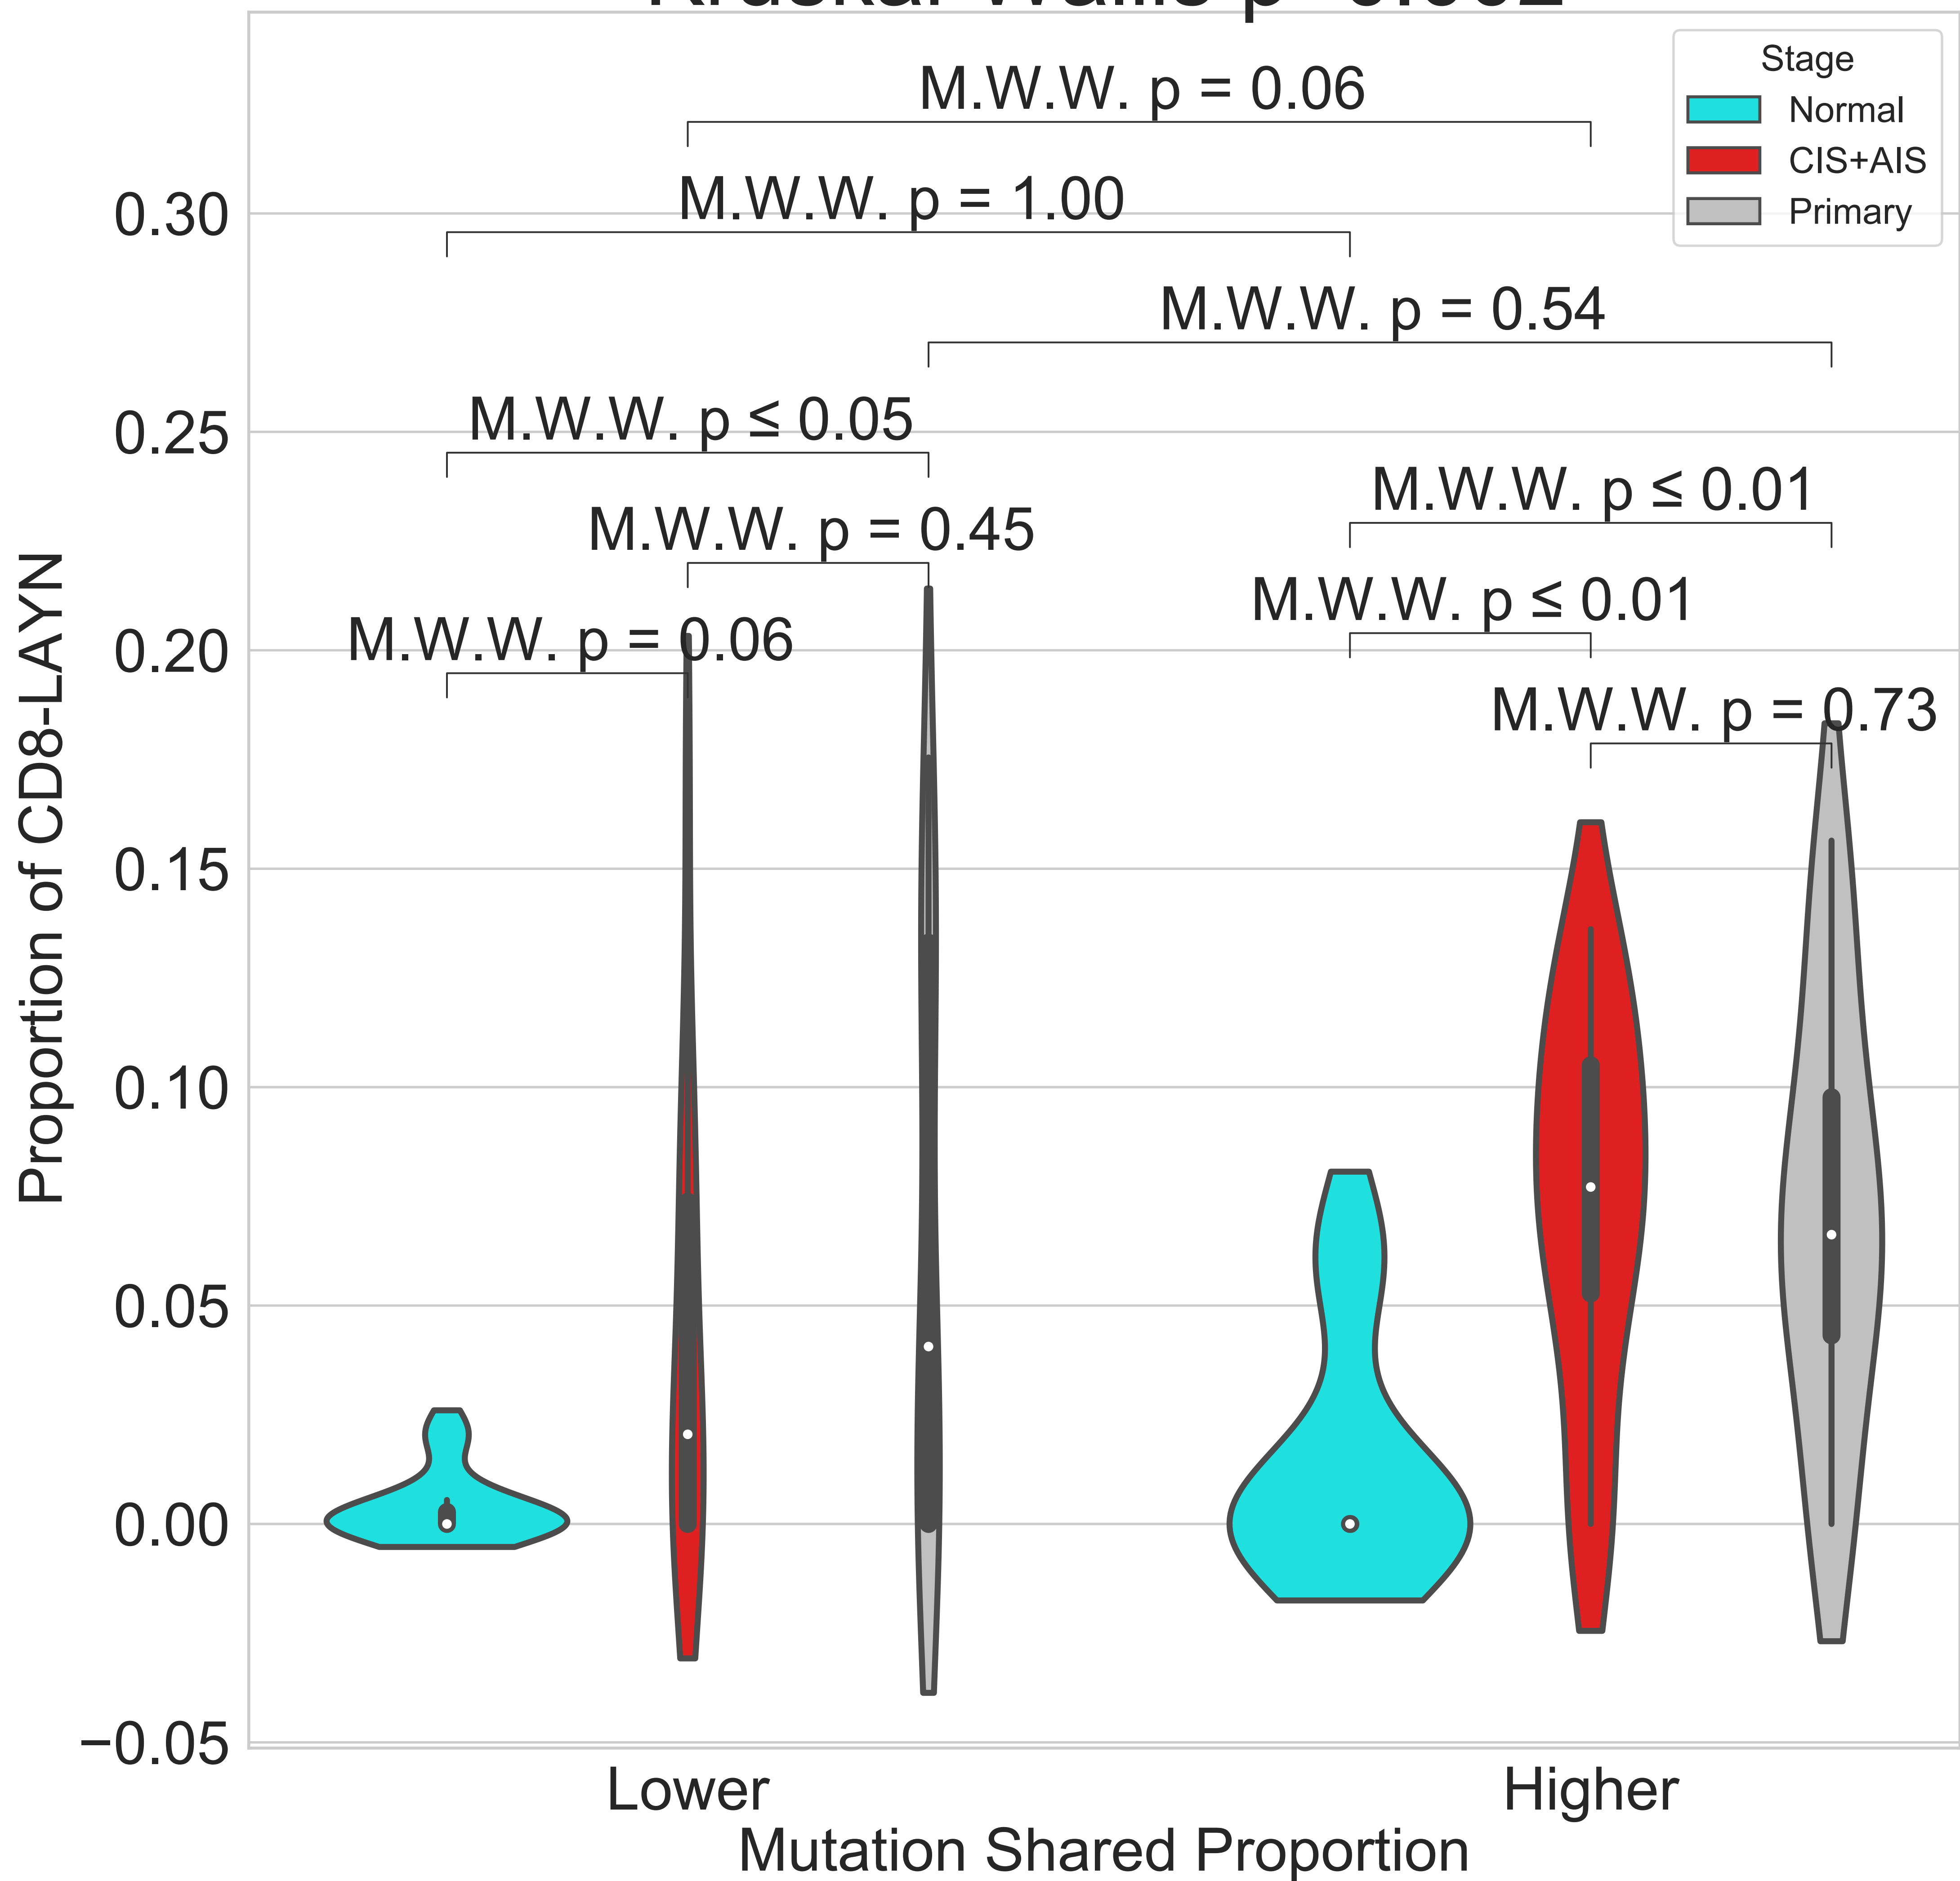 Stage
Normal
CIS+AIS
Primary
M.W.W. p = 0.06
M.W.W. p = 1.00
M.W.W. p = 0.54
M.W.W. p ≤ 0.05
M.W.W. p ≤ 0.01
M.W.W. p = 0.45
M.W.W. p ≤ 0.01
M.W.W. p = 0.06
M.W.W. p = 0.73
Proportion of CD8-LAYN
0.30
0.25
0.20
0.15
0.10
0.05
0.00
−0.05
Lower
Higher
Mutation Shared Proportion